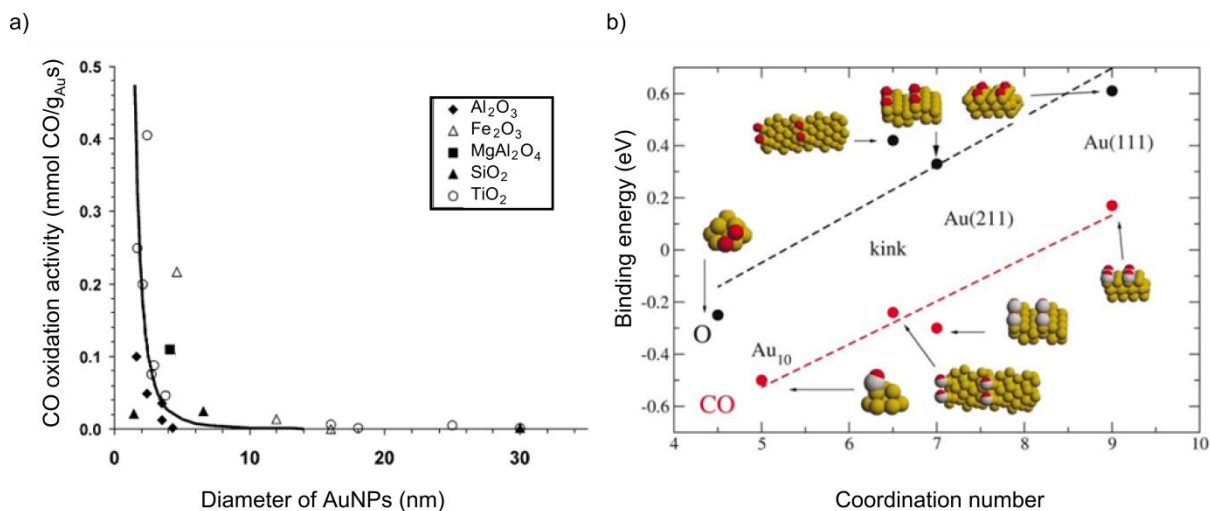 a)
CO oxidation activity (mmol CO/g_Au s)
0.5
0.4
0.3
0.2
0.1
0.0
Al₂O₃
Fe₂O₃
MgAl₂O₄
SiO₂
TiO₂
0
10
20
30
Diameter of AuNPs (nm)
b)
Binding energy (eV)
0.6
0.4
0.2
0
-0.2
-0.4
-0.6
Au(111)
Au(211)
kink
O
Au₁₀
CO
4
5
6
7
8
9
10
Coordination number